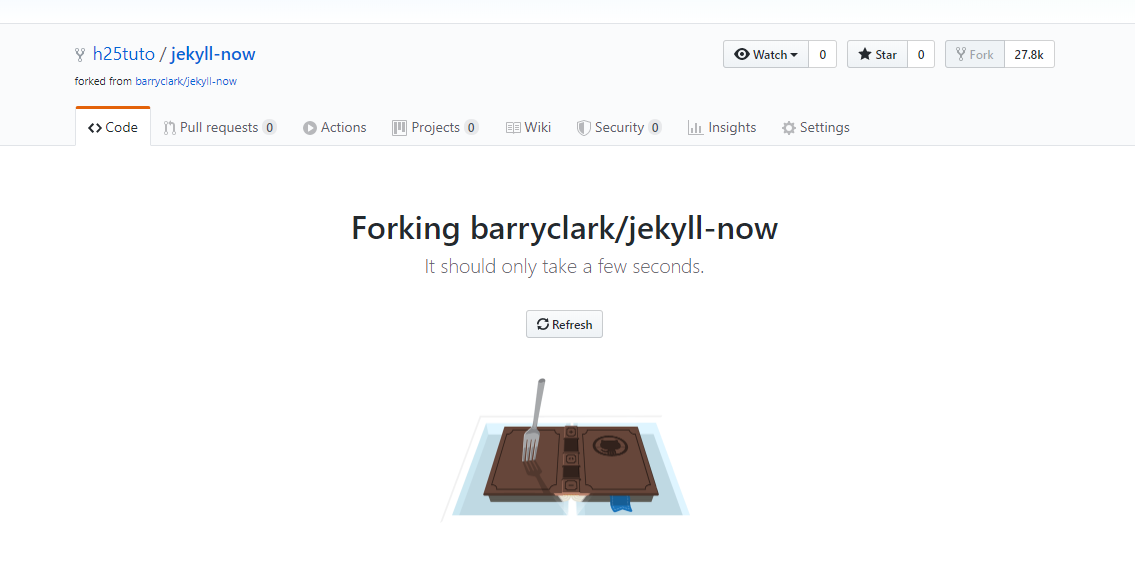 h25tuto / jekyll-now Watch 0 Star 0 Fork 27.8k
forked from barryclark/jekyll-now
Code Pull requests 0 Actions Projects 0 Wiki Security 0 Insights Settings
Forking barryclark/jekyll-now
It should only take a few seconds.
Refresh